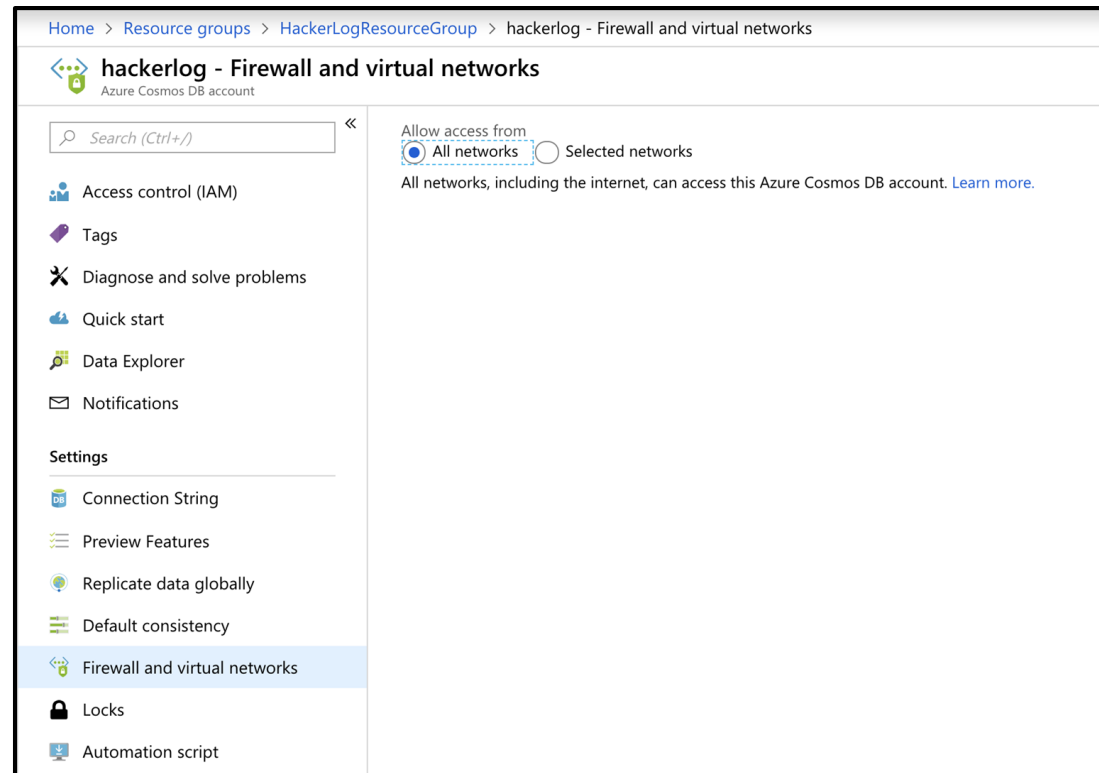 Home > Resource groups > HackerLogResourceGroup > hackerlog - Firewall and virtual networks
hackerlog - Firewall and virtual networks
Azure Cosmos DB account
Search (Ctrl+/)
«
Access control (IAM)
Tags
Diagnose and solve problems
Quick start
Data Explorer
Notifications
Settings
Connection String
Preview Features
Replicate data globally
Default consistency
Firewall and virtual networks
Locks
Automation script
Allow access from
All networks Selected networks
All networks, including the internet, can access this Azure Cosmos DB account. Learn more.